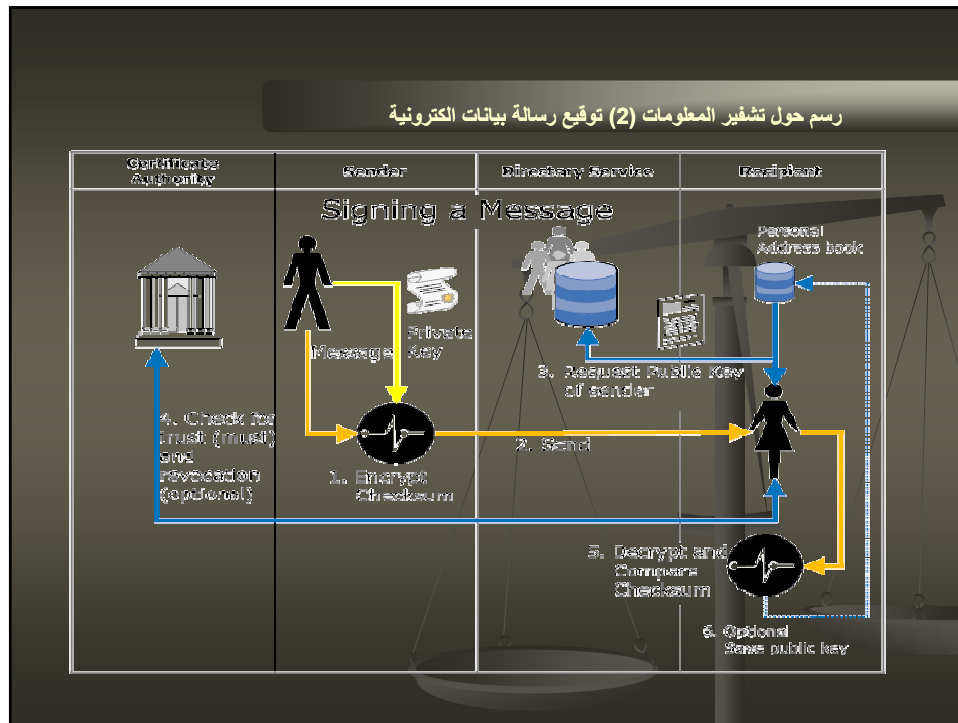 رسم حول تشفير المعلومات (2) توقيع رسالة بيانات الكترونية
Certificate
Authority
Sender
Directory Service
Recipient
Signing a Message
Personal
Address book
Private
Key
Message
3. Request Public Key
of sender
4. Check for
trust (must)
and
revocation
(optional)
2. Send
1. Encrypt
Checksum
5. Decrypt and
Compare
Checksum
6. Optional
Save public key